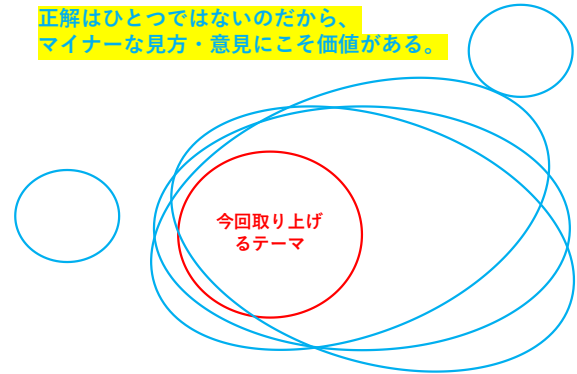 正解はひとつではないのだから、
マイナーな見方・意見にこそ価値がある。
今回取り上げ
るテーマ